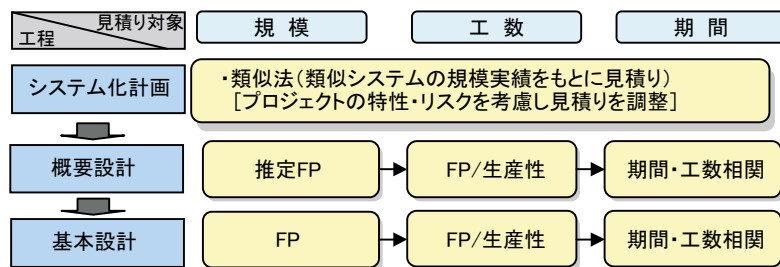 見積り対象
工程
規 模
工 数
期 間
システム化計画
・類似法(類似システムの規模実績をもとに見積り)
[プロジェクトの特性・リスクを考慮し見積りを調整]
概要設計
推定FP
FP/生産性
期間・工数相関
基本設計
FP
FP/生産性
期間・工数相関